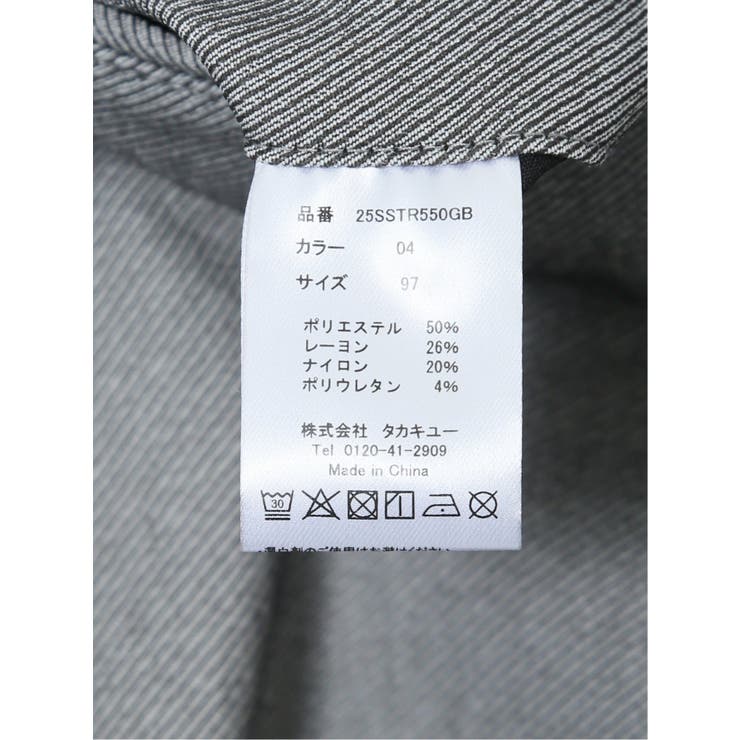 品番 25SSTR550GB
カラー 04
サイズ 97
ポリエステル 50%
レーヨン 26%
ナイロン 20%
ポリウレタン 4%
株式会社 タカキユー
Tel 0120-41-2909
Made in China
30